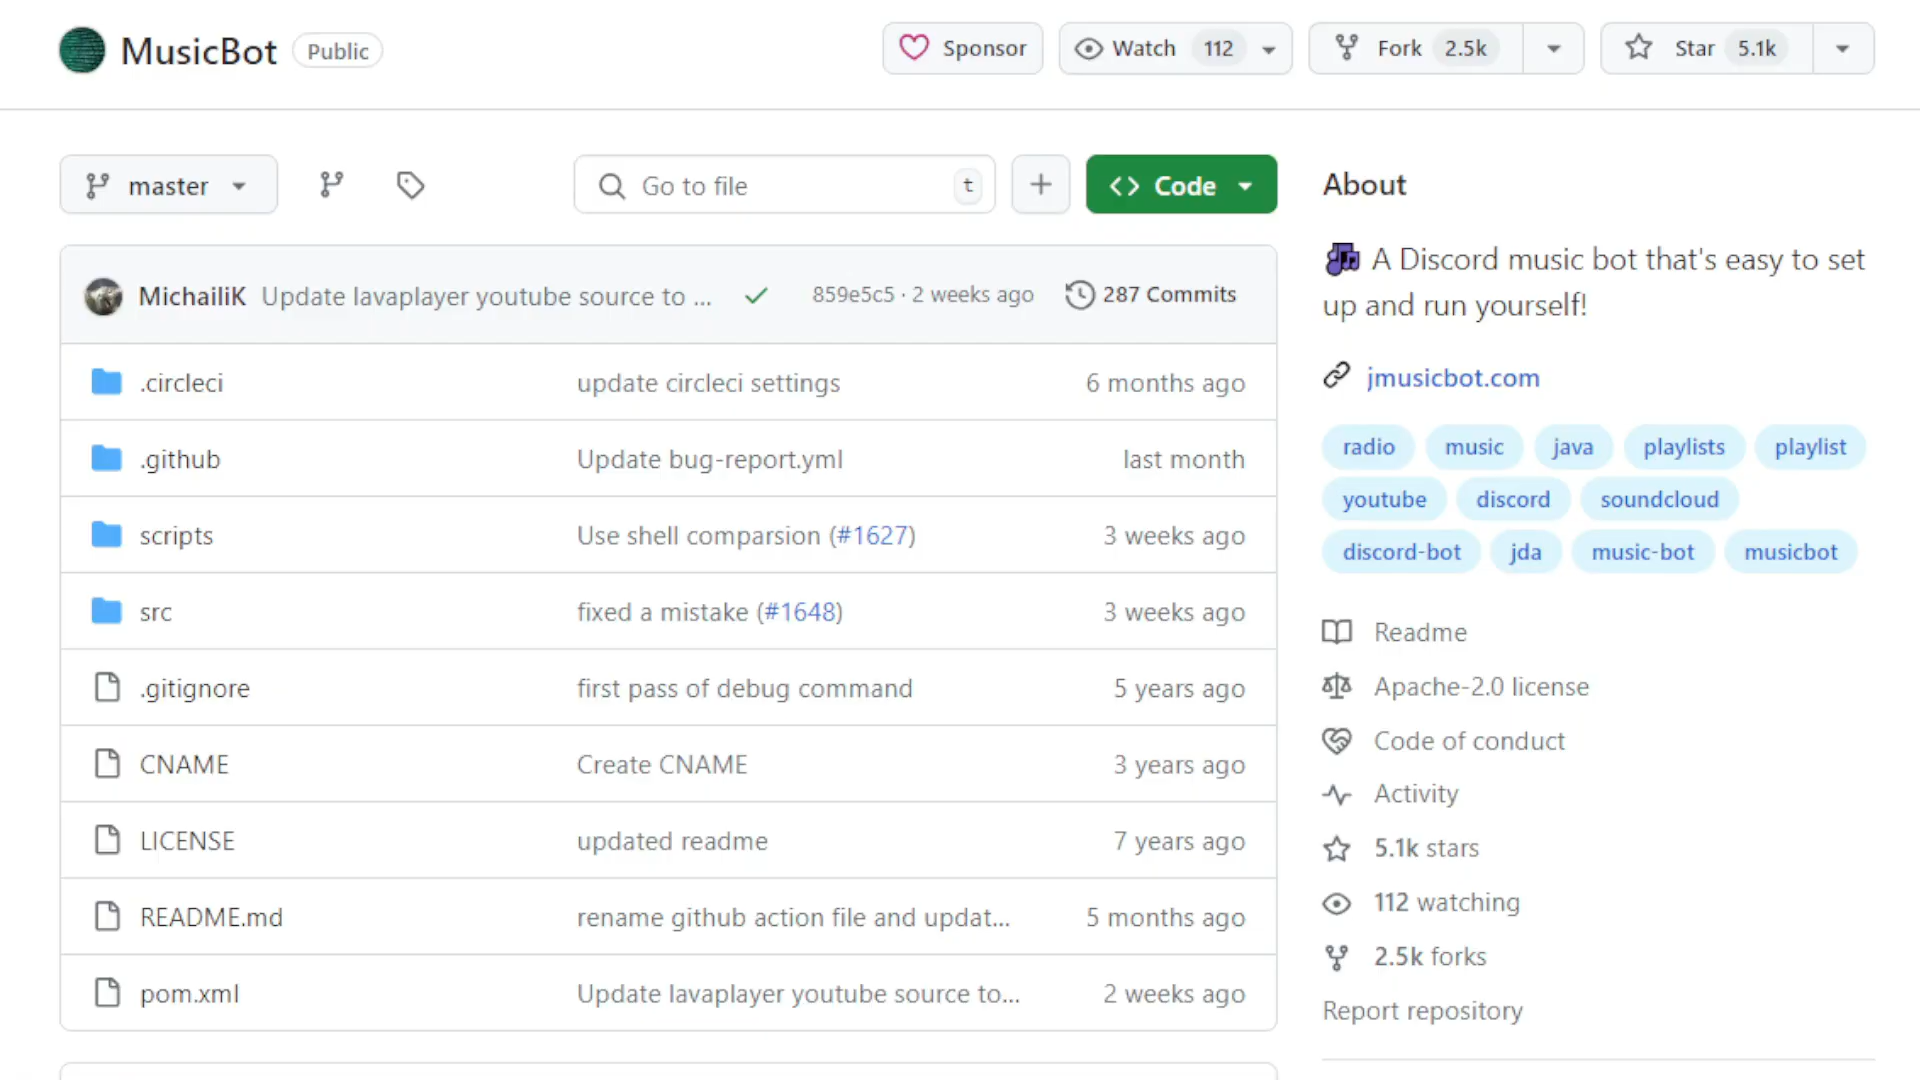 MusicBot Public Sponsor Watch 112 Fork 2.5k Star 5.1k
master Go to file t Code
MichailiK Update lavaplayer youtube source to ... 859e5c5 · 2 weeks ago 287 Commits
.circleci update circleci settings 6 months ago
.github Update bug-report.yml last month
scripts Use shell comparsion (#1627) 3 weeks ago
src fixed a mistake (#1648) 3 weeks ago
.gitignore first pass of debug command 5 years ago
CNAME Create CNAME 3 years ago
LICENSE updated readme 7 years ago
README.md rename github action file and updat... 5 months ago
pom.xml Update lavaplayer youtube source to... 2 weeks ago
About
A Discord music bot that's easy to set
up and run yourself!
jmusicbot.com
radio music java playlists playlist
youtube discord soundcloud
discord-bot jda music-bot musicbot
Readme
Apache-2.0 license
Code of conduct
Activity
5.1k stars
112 watching
2.5k forks
Report repository